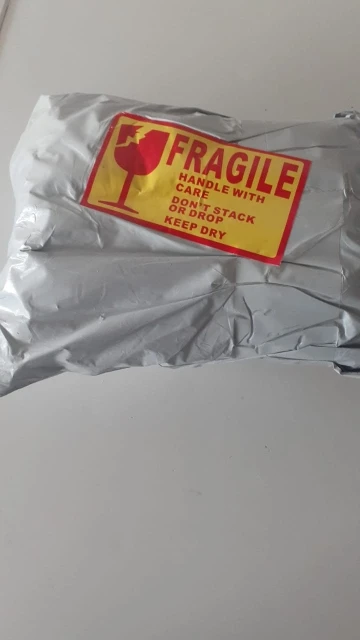 FRAGILE
HANDLE WITH
CARE
DON'T STACK
OR DROP
KEEP DRY